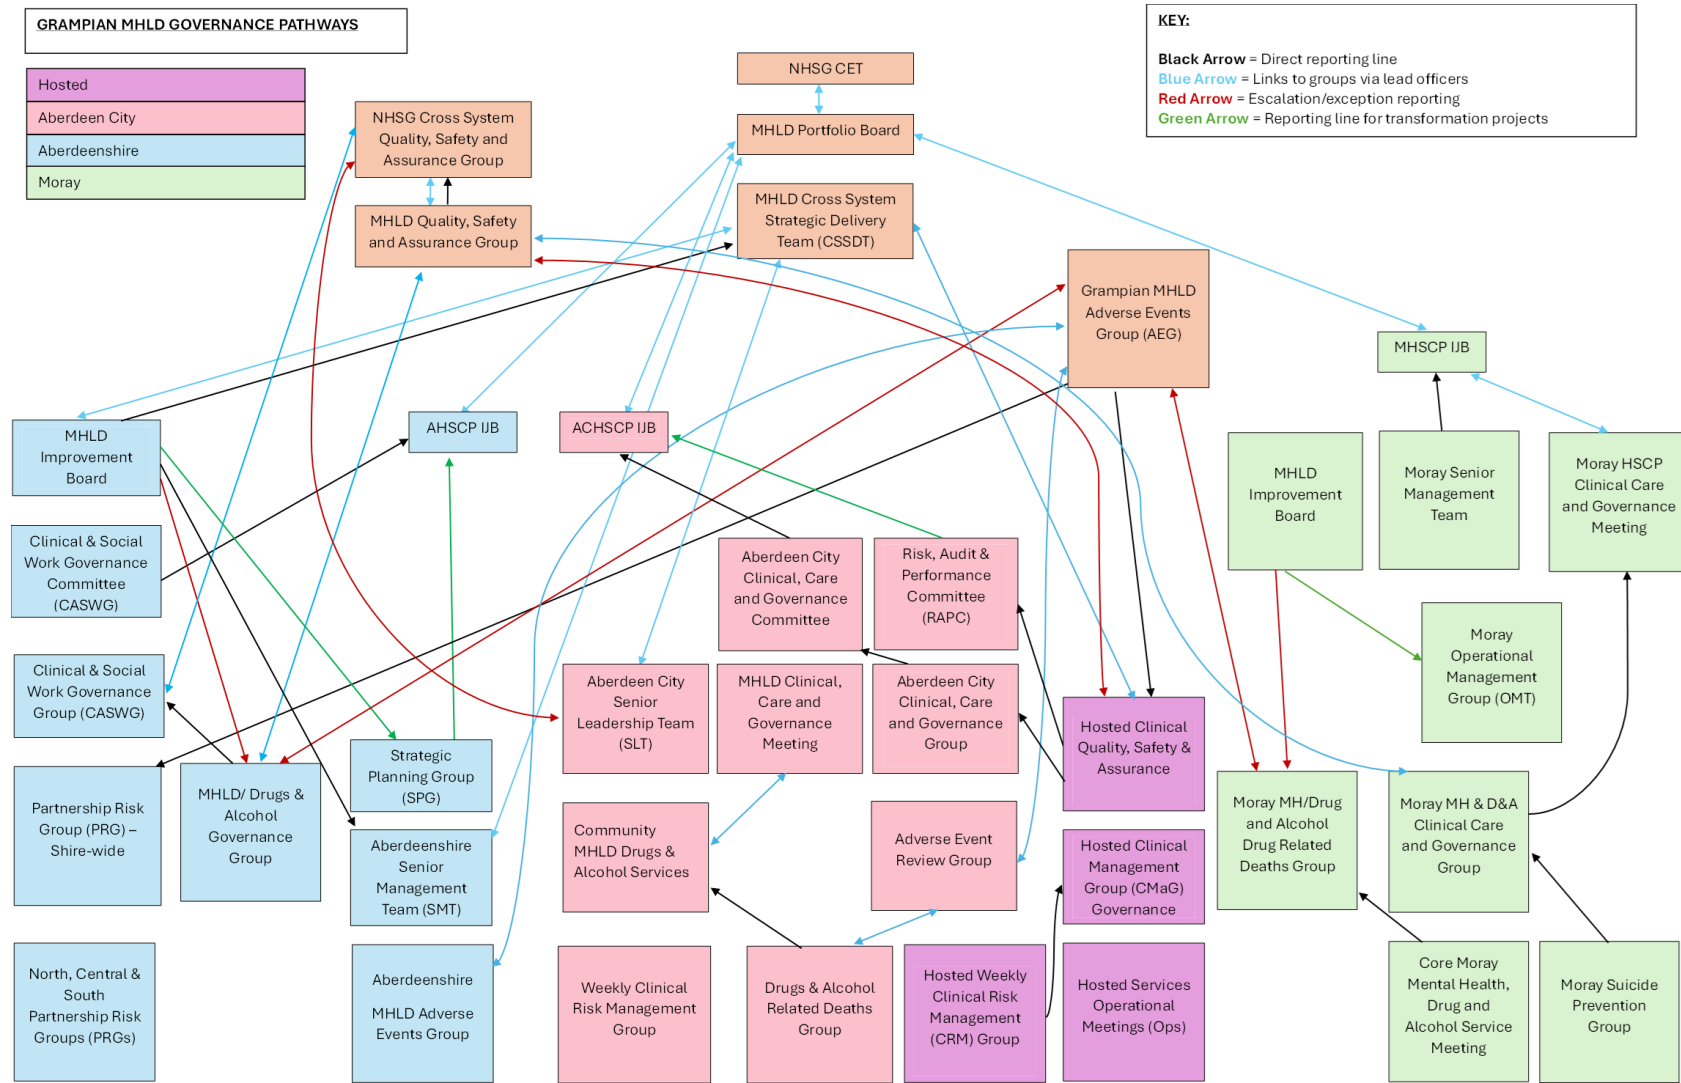 GRAMPIAN MHLD GOVERNANCE PATHWAYS
KEY:
Black Arrow = Direct reporting line
Blue Arrow = Links to groups via lead officers
Red Arrow = Escalation/exception reporting
Green Arrow = Reporting line for transformation projects
Hosted
Aberdeen City
Aberdeenshire
Moray
NHSG CET
NHSG Cross System
Quality, Safety and
Assurance Group
MHLD Portfolio Board
MHLD Quality, Safety
and Assurance Group
MHLD Cross System
Strategic Delivery
Team (CSSDT)
Grampian MHLD
Adverse Events
Group (AEG)
MHSCP IJB
MHLD
Improvement
Board
AHSCP IJB
ACHSCP IJB
MHLD
Improvement
Board
Moray Senior
Management
Team
Moray HSCP
Clinical Care
and Governance
Meeting
Clinical & Social
Work Governance
Committee
(CASWG)
Aberdeen City
Clinical, Care
and Governance
Committee
Risk, Audit &
Performance
Committee
(RAPC)
Moray
Operational
Management
Group (OMT)
Clinical & Social
Work Governance
Group (CASWG)
Aberdeen City
Senior
Leadership Team
(SLT)
MHLD Clinical,
Care and
Governance
Meeting
Aberdeen City
Clinical, Care
and Governance
Group
Hosted Clinical
Quality, Safety &
Assurance
Strategic
Planning Group
(SPG)
Partnership Risk
Group (PRG) –
Shire-wide
MHLD/ Drugs &
Alcohol
Governance
Group
Aberdeenshire
Senior
Management
Team (SMT)
Community
MHLD Drugs &
Alcohol Services
Adverse Event
Review Group
Hosted Clinical
Management
Group (CMaG)
Governance
Moray MH/Drug
and Alcohol
Drug Related
Deaths Group
Moray MH & D&A
Clinical Care
and Governance
Group
North, Central &
South
Partnership Risk
Groups (PRGs)
Aberdeenshire
MHLD Adverse
Events Group
Weekly Clinical
Risk Management
Group
Drugs & Alcohol
Related Deaths
Group
Hosted Weekly
Clinical Risk
Management
(CRM) Group
Hosted Services
Operational
Meetings (Ops)
Core Moray
Mental Health,
Drug and
Alcohol Service
Meeting
Moray Suicide
Prevention
Group